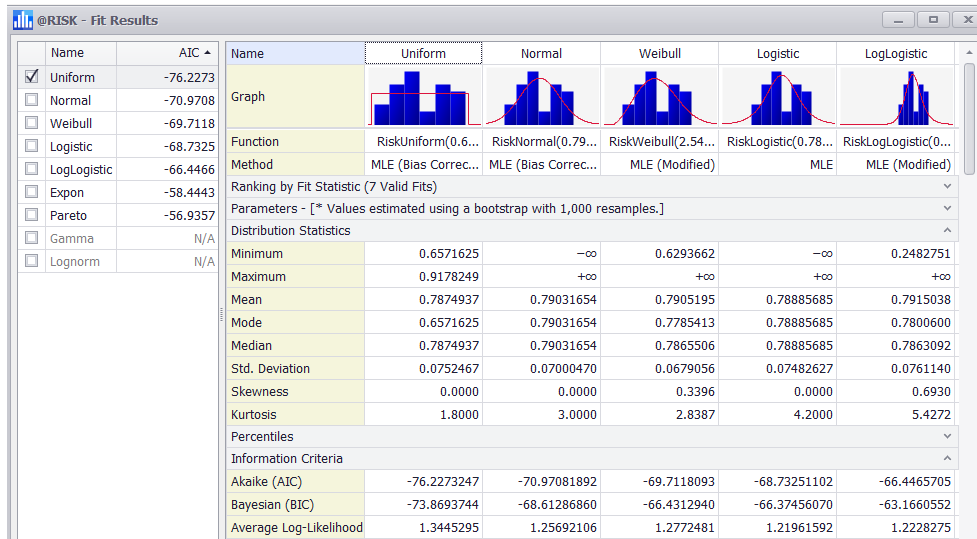 @RISK - Fit Results
Name AIC
Uniform -76.2273
Normal -70.9708
Weibull -69.7118
Logistic -68.7325
LogLogistic -66.4466
Expon -58.4443
Pareto -56.9357
Gamma N/A
Lognorm N/A
Name Uniform Normal Weibull Logistic LogLogistic
Graph
Function RiskUniform(0.6... RiskNormal(0.79... RiskWeibull(2.54... RiskLogistic(0.78... RiskLogLogistic(0...
Method MLE (Bias Correc... MLE (Bias Correc... MLE (Modified) MLE MLE (Modified)
Ranking by Fit Statistic (7 Valid Fits)
Parameters - [* Values estimated using a bootstrap with 1,000 resamples.]
Distribution Statistics
Minimum 0.6571625 −∞ 0.6293662 −∞ 0.2482751
Maximum 0.9178249 +∞ +∞ +∞ +∞
Mean 0.7874937 0.79031654 0.7905195 0.78885685 0.7915038
Mode 0.6571625 0.79031654 0.7785413 0.78885685 0.7800600
Median 0.7874937 0.79031654 0.7865506 0.78885685 0.7863092
Std. Deviation 0.0752467 0.07000470 0.0679056 0.07482627 0.0761140
Skewness 0.0000 0.0000 0.3396 0.0000 0.6930
Kurtosis 1.8000 3.0000 2.8387 4.2000 5.4272
Percentiles
Information Criteria
Akaike (AIC) -76.2273247 -70.97081892 -69.7118093 -68.73251102 -66.4465705
Bayesian (BIC) -73.8693744 -68.61286860 -66.4312940 -66.37456070 -63.1660552
Average Log-Likelihood 1.3445295 1.25692106 1.2772481 1.21961592 1.2228275